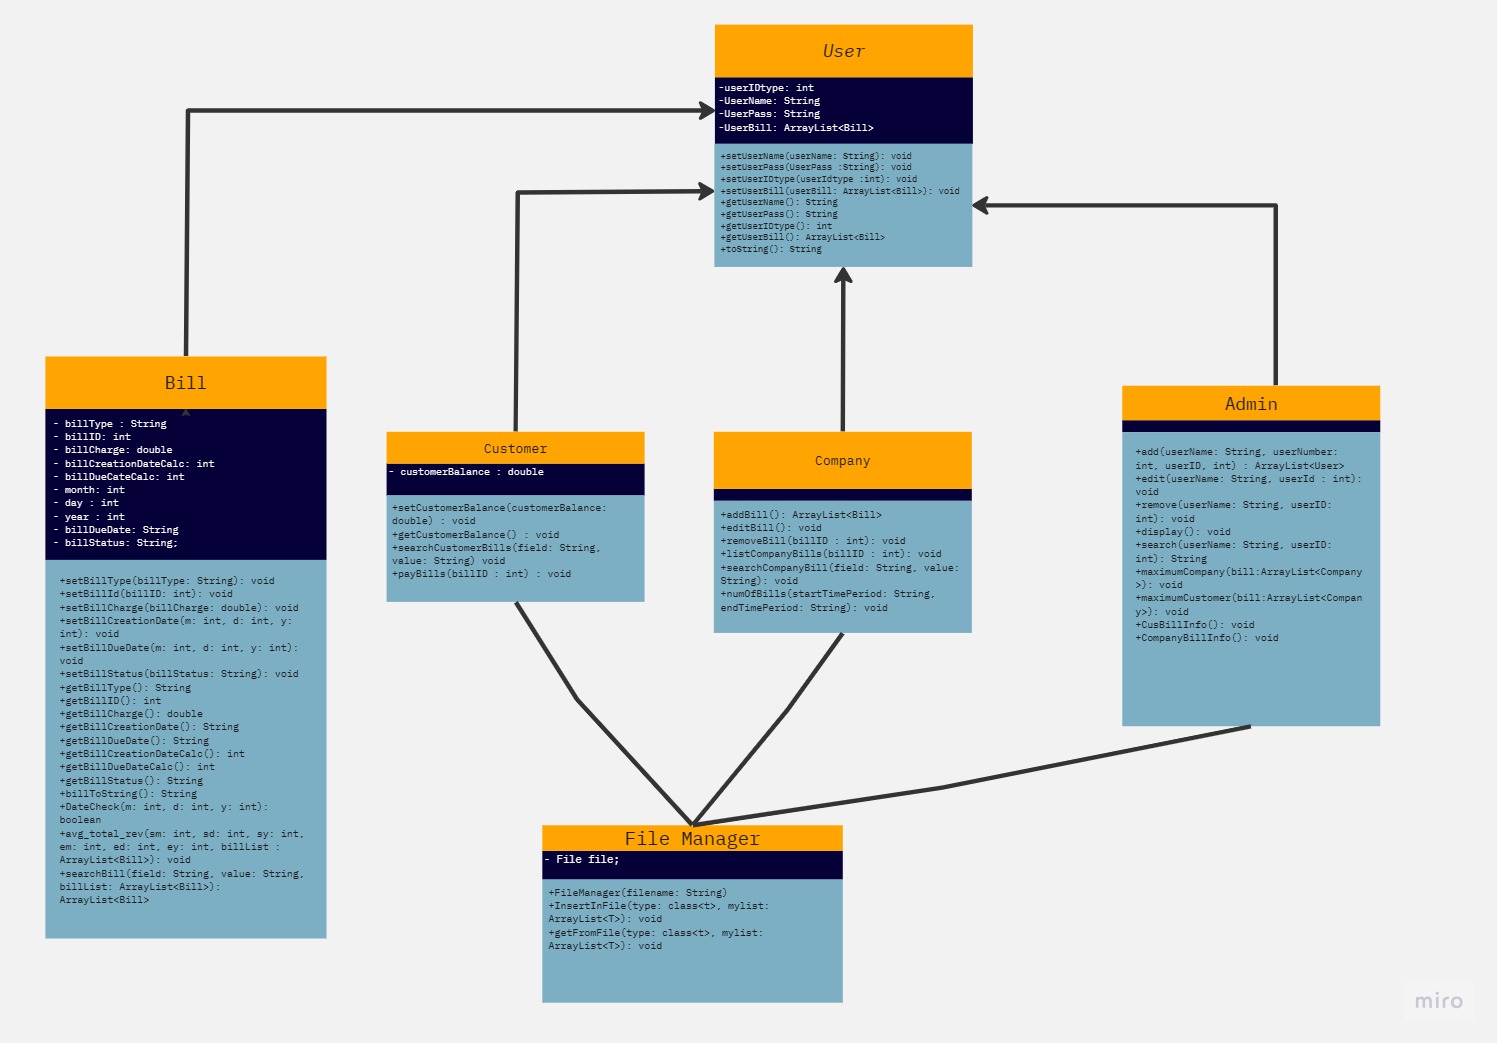 User
-userIDtype: int
-UserName: String
-UserPass: String
-UserBill: ArrayList<Bill>
+setUserName(userName: String): void
+setUserPass(UserPass :String): void
+setUserIDtype(userIdtype :int): void
+setUserBill(userBill: ArrayList<Bill>): void
+getUserName(): String
+getUserPass(): String
+getUserIDtype(): int
+getUserBill(): ArrayList<Bill>
+toString(): String
Bill
- billType : String
- billID: int
- billCharge: double
- billCreationDateCalc: int
- billDueCateCalc: int
- month: int
- day : int
- year : int
- billDueDate: String
- billStatus: String;
+setBillType(billType: String): void
+setBillId(billID: int): void
+setBillCharge(billCharge: double): void
+setBillCreationDate(m: int, d: int, y:
int): void
+setBillDueDate(m: int, d: int, y: int):
void
+setBillStatus(billStatus: String): void
+getBillType(): String
+getBillID(): int
+getBillCharge(): double
+getBillCreationDate(): String
+getBillDueDate(): String
+getBillCreationDateCalc(): int
+getBillDueDateCalc(): int
+getBillStatus(): String
+billToString(): String
+DateCheck(m: int, d: int, y: int):
boolean
+avg_total_rev(sm: int, sd: int, sy: int,
em: int, ed: int, ey: int, billList :
ArrayList<Bill>): void
+searchBill(field: String, value: String,
billList: ArrayList<Bill>):
ArrayList<Bill>
Customer
- customerBalance : double
+setCustomerBalance(customerBalance:
double) : void
+getCustomerBalance() : void
+searchCustomerBills(field: String,
value: String) void
+payBills(billID : int) : void
Company
+addBill(): ArrayList<Bill>
+editBill(): void
+removeBill(billID : int): void
+listCompanyBills(billID : int): void
+searchCompanyBill(field: String, value:
String): void
+numOfBills(startTimePeriod: String,
endTimePeriod: String): void
Admin
+add(userName: String, userNumber:
int, userID, int) : ArrayList<User>
+edit(userName: String, userId : int):
void
+remove(userName: String, userID:
int): void
+display(): void
+search(userName: String, userID:
int): String
+maximumCompany(bill:ArrayList<Company
>): void
+maximumCustomer(bill:ArrayList<Compan
y>): void
+CusBillInfo(): void
+CompanyBillInfo(): void
File Manager
- File file;
+FileManager(filename: String)
+InsertInFile(type: class<t>, mylist:
ArrayList<T>): void
+getFromFile(type: class<t>, mylist:
ArrayList<T>): void
miro